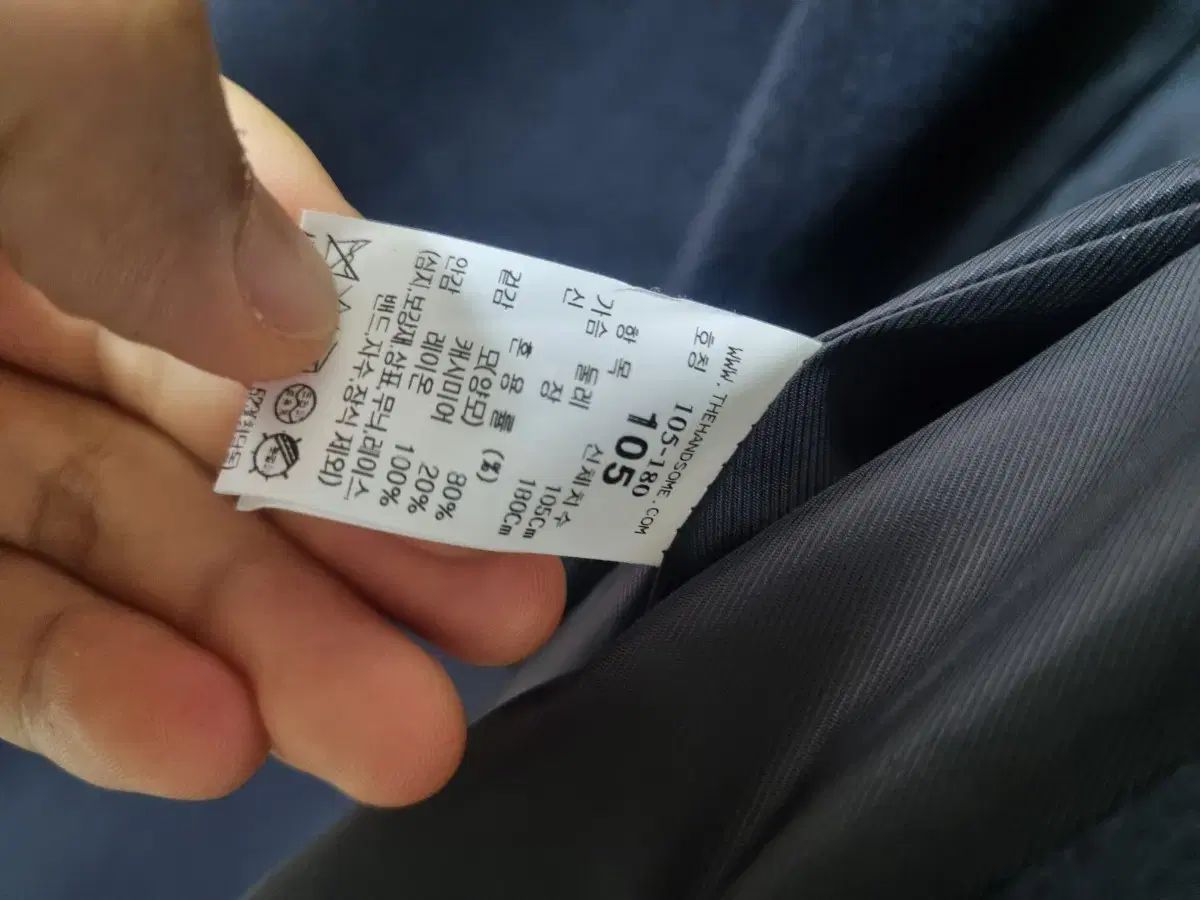 WWW.THEHANDSOME.COM
호칭 105-180
105
항 목 신체치수
가슴 둘레 105Cm
신 장 180Cm
혼 용 률 (%)
겉감 모(양모) 80%
캐시미어 20%
안감 레이온 100%
(심지,보강재,상표,무늬,레이스
밴드,자수,장식 제외)